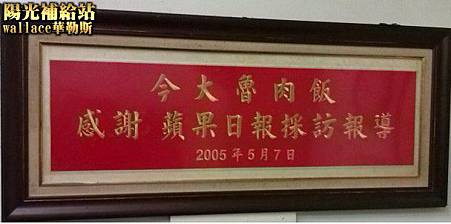 陽光補給站
wallace華勒斯
今大魯肉飯
感謝 蘋果日報採訪報導
2005年5月7日